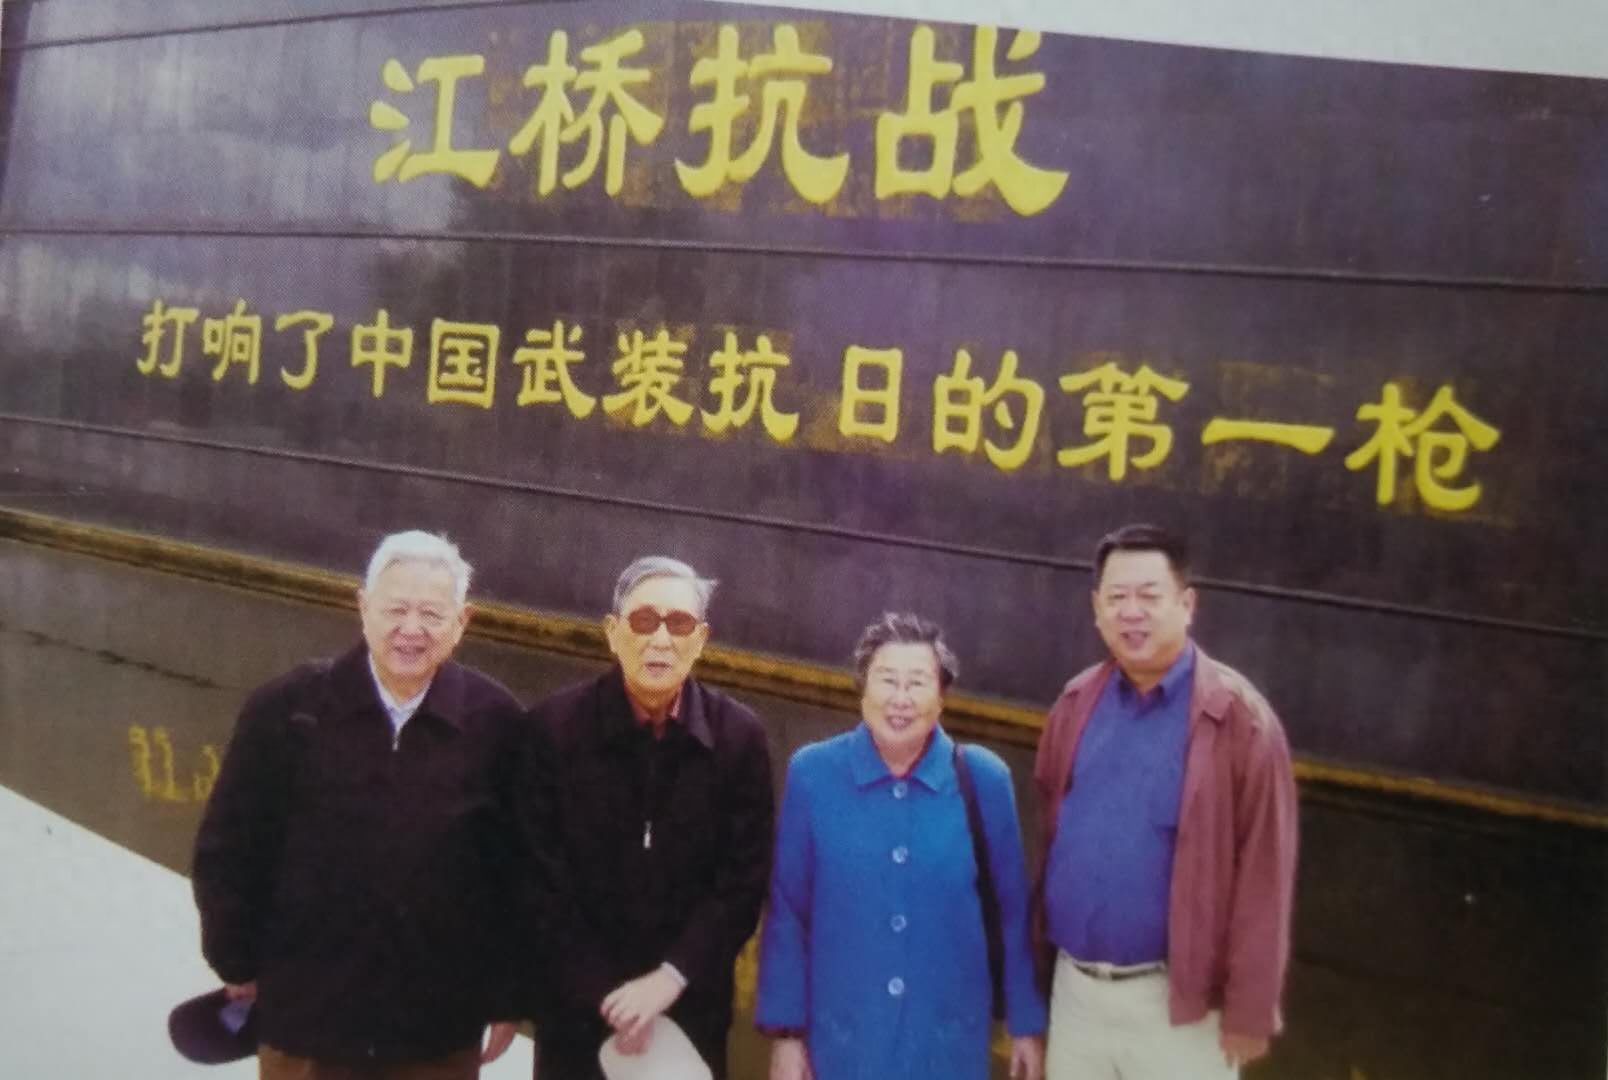 江桥抗战
打响了中国武装抗日的第一枪